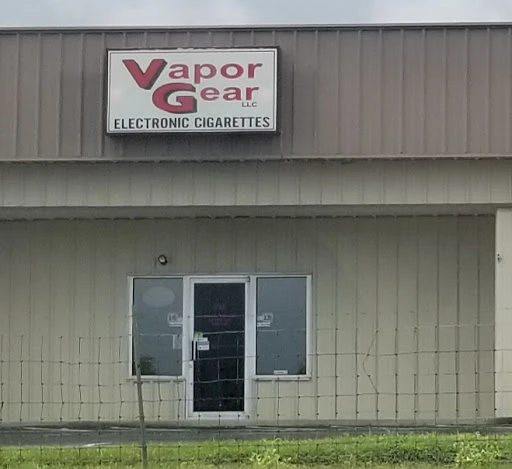 Vapor
Gear
LLC
ELECTRONIC CIGARETTES